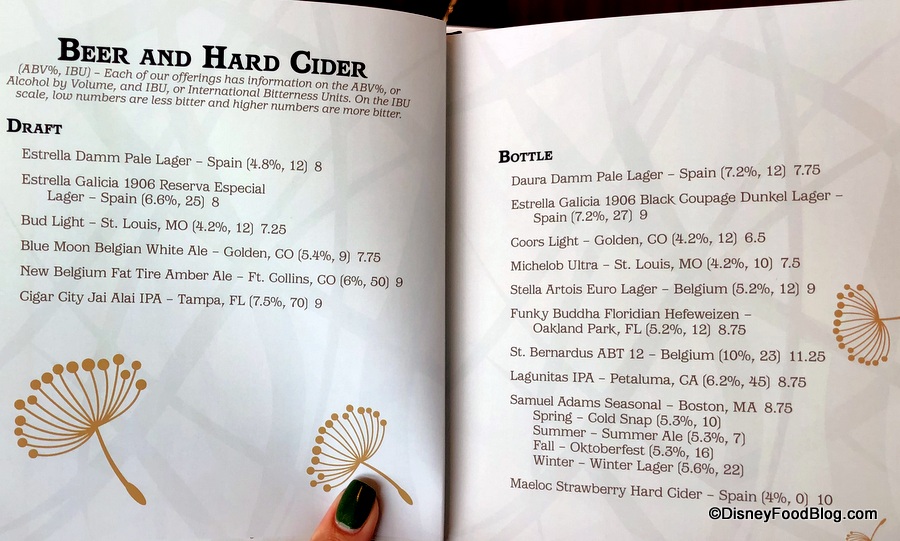 BEER AND HARD CIDER
(ABV%, IBU) – Each of our offerings has information on the ABV%, or
Alcohol by Volume, and IBU, or International Bitterness Units. On the IBU
scale, low numbers are less bitter and higher numbers are more bitter.
DRAFT
Estrella Damm Pale Lager – Spain (4.8%, 12) 8
Estrella Galicia 1906 Reserva Especial
Lager – Spain (6.6%, 25) 8
Bud Light – St. Louis, MO (4.2%, 12) 7.25
Blue Moon Belgian White Ale – Golden, CO (5.4%, 9) 7.75
New Belgium Fat Tire Amber Ale – Ft. Collins, CO (6%, 50) 9
Cigar City Jai Alai IPA – Tampa, FL (7.5%, 70) 9
BOTTLE
Daura Damm Pale Lager – Spain (7.2%, 12) 7.75
Estrella Galicia 1906 Black Coupage Dunkel Lager –
Spain (7.2%, 27) 9
Coors Light – Golden, CO (4.2%, 12) 6.5
Michelob Ultra – St. Louis, MO (4.2%, 10) 7.5
Stella Artois Euro Lager – Belgium (5.2%, 12) 9
Funky Buddha Floridian Hefeweizen –
Oakland Park, FL (5.2%, 12) 8.75
St. Bernardus ABT 12 – Belgium (10%, 23) 11.25
Lagunitas IPA – Petaluma, CA (6.2%, 45) 8.75
Samuel Adams Seasonal – Boston, MA 8.75
Spring – Cold Snap (5.3%, 10)
Summer – Summer Ale (5.3%, 7)
Fall – Oktoberfest (5.3%, 16)
Winter – Winter Lager (5.6%, 22)
Maeloc Strawberry Hard Cider – Spain (4%, 0) 10
©DisneyFoodBlog.com